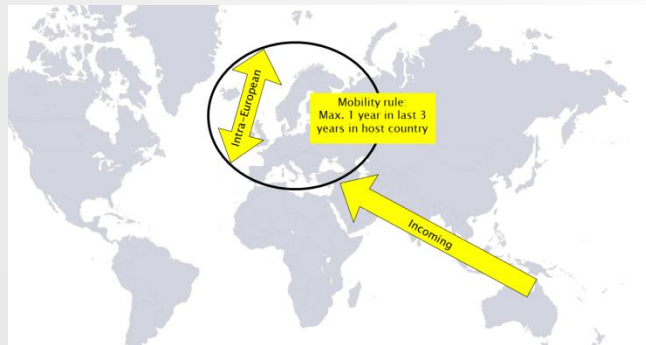 Intra-European
Mobility rule
Max. 1 year in last 3
years in host country
Incoming